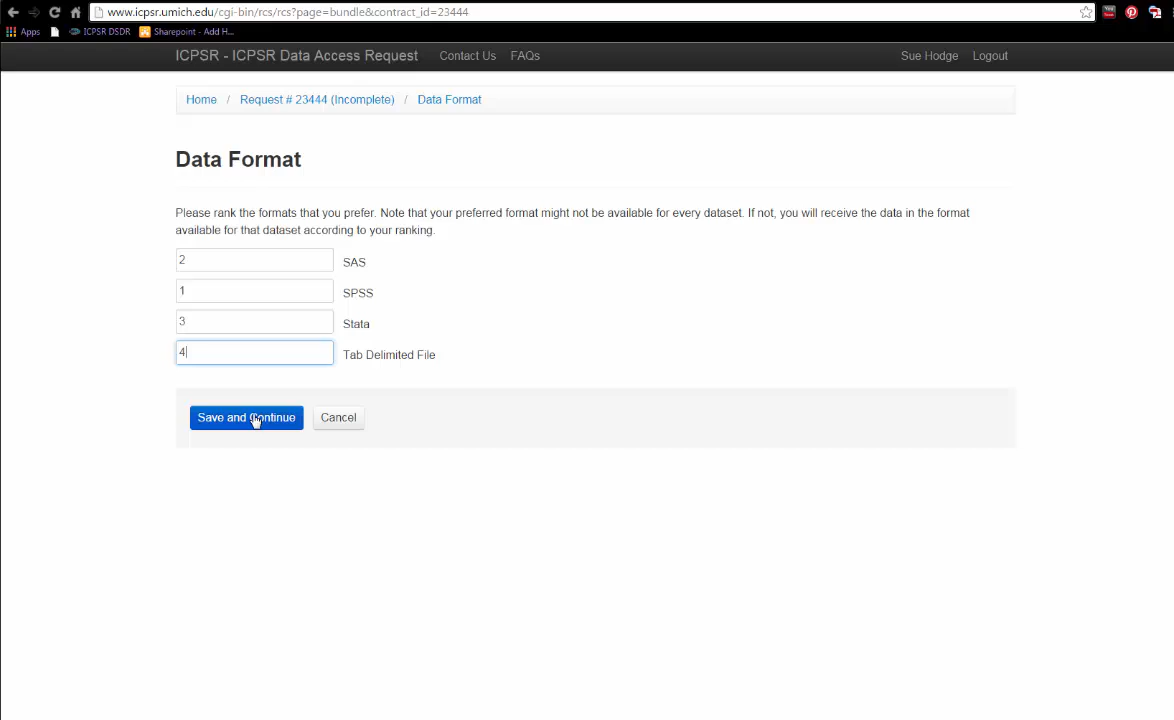 www.icpsr.umich.edu/cgi-bin/rcs/rcs?page=bundle&contract_id=23444
Apps ICPSR DSDR Sharepoint - Add H...
ICPSR - ICPSR Data Access Request Contact Us FAQs Sue Hodge Logout
Home / Request # 23444 (Incomplete) / Data Format
Data Format
Please rank the formats that you prefer. Note that your preferred format might not be available for every dataset. If not, you will receive the data in the format
available for that dataset according to your ranking.
2 SAS
1 SPSS
3 Stata
4 Tab Delimited File
Save and Continue Cancel